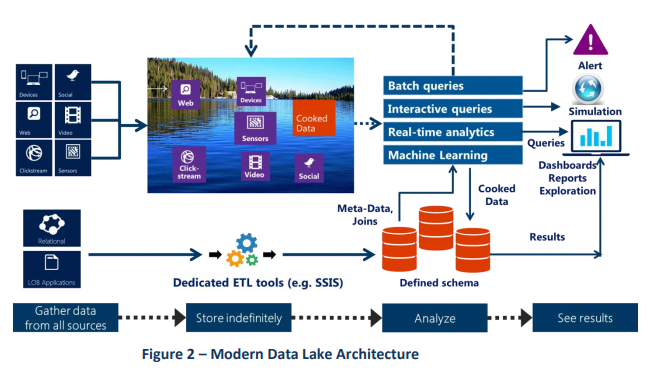 Devices
Social
Web
Video
Clickstream
Sensors
Web
Devices
Sensors
Cooked
Data
Click-
stream
Video
Social
Batch queries
Interactive queries
Real-time analytics
Machine Learning
Alert
Simulation
Queries
Dashboards
Reports
Exploration
Meta-Data,
Joins
Cooked
Data
Results
Relational
LOB Applications
Dedicated ETL tools (e.g. SSIS)
Defined schema
Gather data
from all sources
Store indefinitely
Analyze
See results
Figure 2 – Modern Data Lake Architecture